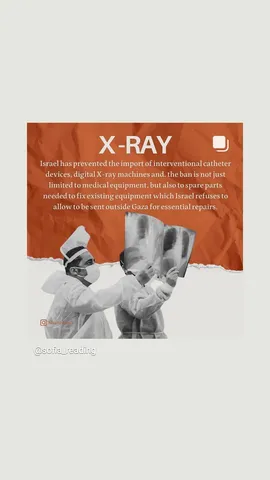 X-RAY
Israel has prevented the import of interventional catheter
devices, digital X-ray machines and, the ban is not just
limited to medical equipment, but also to spare parts
needed to fix existing equipment which Israel refuses to
allow to be sent outside Gaza for essential repairs.
@sofia_reading